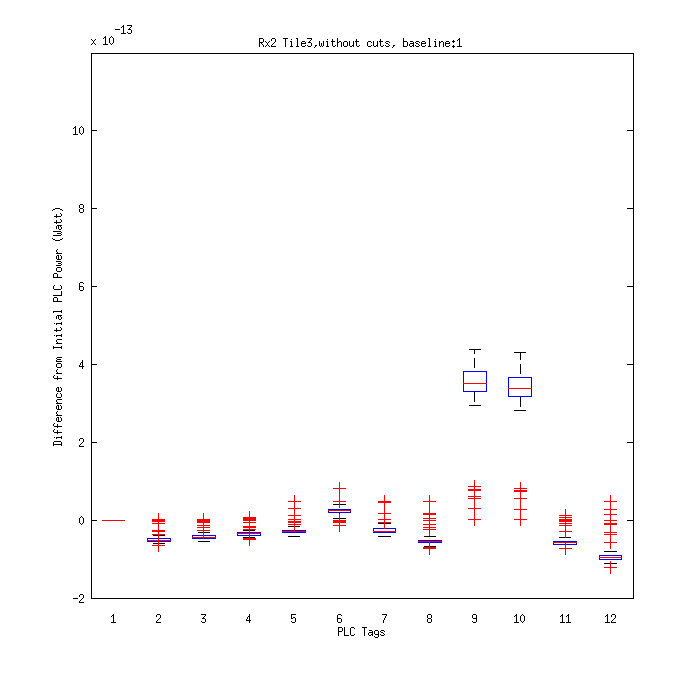 x 10-13
Rx2 Tile3,without cuts, baseline:1
10
8
6
4
2
0
-2
Difference from Initial PLC Power (Watt)
1 2 3 4 5 6 7 8 9 10 11 12
PLC Tags